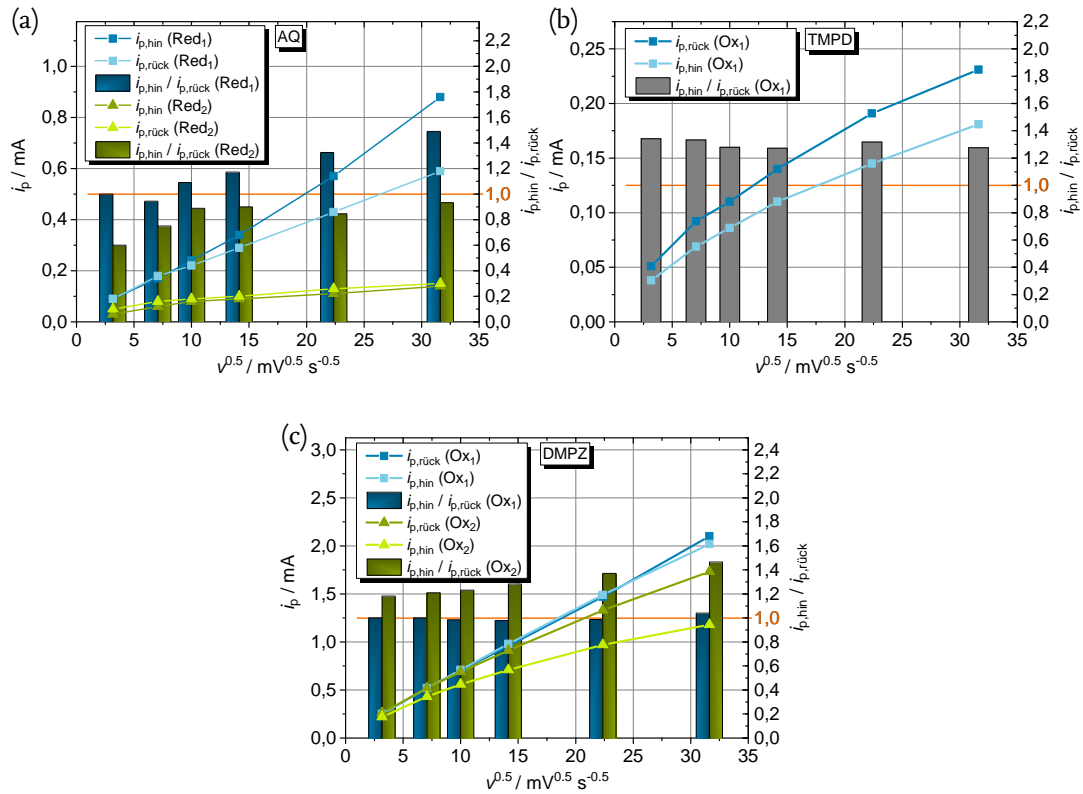 (a)
AQ
i_p,hin (Red_1)
i_p,rück (Red_1)
i_p,hin / i_p,rück (Red_1)
i_p,hin (Red_2)
i_p,rück (Red_2)
i_p,hin / i_p,rück (Red_2)
i_p / mA
1,0
0,8
0,6
0,4
0,2
0,0
0 5 10 15 20 25 30 35
v^0.5 / mV^0.5 s^-0.5
2,2
2,0
1,8
1,6
1,4
1,2
1,0
0,8
0,6
0,4
0,2
0,0
i_p,hin / i_p,rück
(b)
TMPD
i_p,rück (Ox_1)
i_p,hin (Ox_1)
i_p,hin / i_p,rück (Ox_1)
i_p / mA
0,25
0,20
0,15
0,10
0,05
0,00
0 5 10 15 20 25 30 35
v^0.5 / mV^0.5 s^-0.5
2,2
2,0
1,8
1,6
1,4
1,2
1,0
0,8
0,6
0,4
0,2
0,0
i_p,hin / i_p,rück
(c)
DMPZ
i_p,rück (Ox_1)
i_p,hin (Ox_1)
i_p,hin / i_p,rück (Ox_1)
i_p,rück (Ox_2)
i_p,hin (Ox_2)
i_p,hin / i_p,rück (Ox_2)
i_p / mA
3,0
2,5
2,0
1,5
1,0
0,5
0,0
0 5 10 15 20 25 30 35
v^0.5 / mV^0.5 s^-0.5
2,4
2,2
2,0
1,8
1,6
1,4
1,2
1,0
0,8
0,6
0,4
0,2
0,0
i_p,hin / i_p,rück